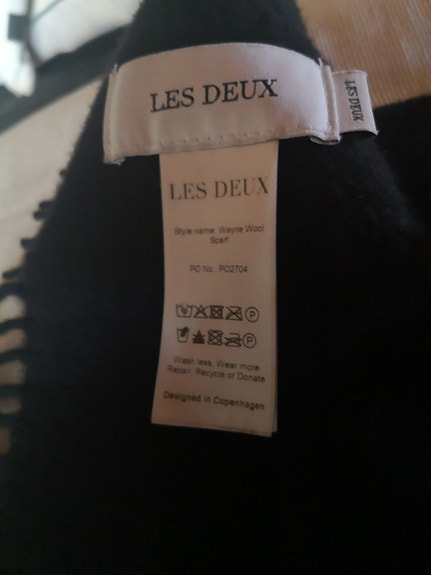 LES DEUX
LES DEUX
LES DEUX
Style name: Wayne Wool
Scarf
PO No : PO2704
P
P
Wash less. Wear more
Repair, Recycle or Donate
Designed in Copenhagen